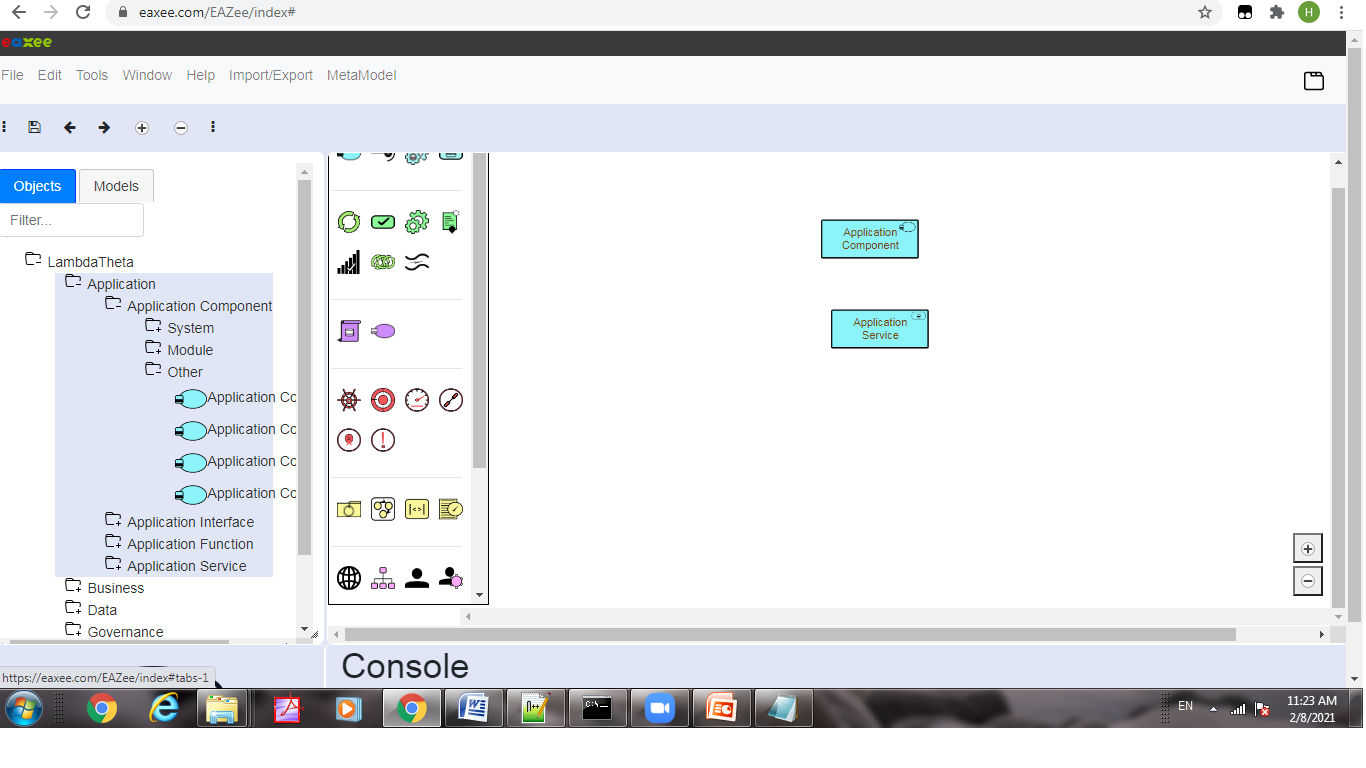 eaxee.com/EAZee/index#
H
eaxee
File Edit Tools Window Help Import/Export MetaModel
Objects Models
Filter...
LambdaTheta
Application
Application Component
System
Module
Other
Application Co
Application Co
Application Co
Application Co
Application Interface
Application Function
Application Service
Business
Data
Governance
Application
Component
Application
Service
Console
https://eaxee.com/EAZee/index#tabs-1
EN
11:23 AM
2/8/2021